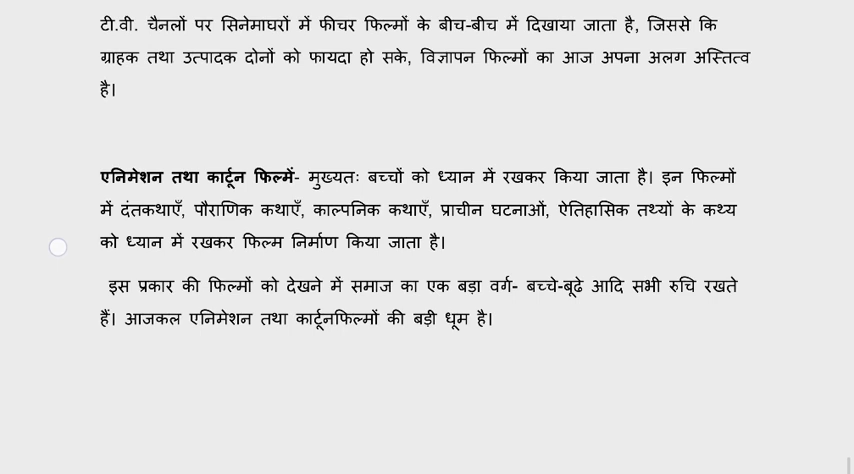 टी.वी. चैनलों पर सिनेमाघरों में फीचर फिल्मों के बीच-बीच में दिखाया जाता है, जिससे कि
ग्राहक तथा उत्पादक दोनों को फायदा हो सके, विज्ञापन फिल्मों का आज अपना अलग अस्तित्व
है।
एनिमेशन तथा कार्टून फिल्में- मुख्यतः बच्चों को ध्यान में रखकर किया जाता है। इन फिल्मों
में दंतकथाएँ, पौराणिक कथाएँ, काल्पनिक कथाएँ, प्राचीन घटनाओं, ऐतिहासिक तथ्यों के कथ्य
को ध्यान में रखकर फिल्म निर्माण किया जाता है।
इस प्रकार की फिल्मों को देखने में समाज का एक बड़ा वर्ग- बच्चे-बूढे आदि सभी रुचि रखते
हैं। आजकल एनिमेशन तथा कार्टूनफिल्मों की बड़ी धूम है।